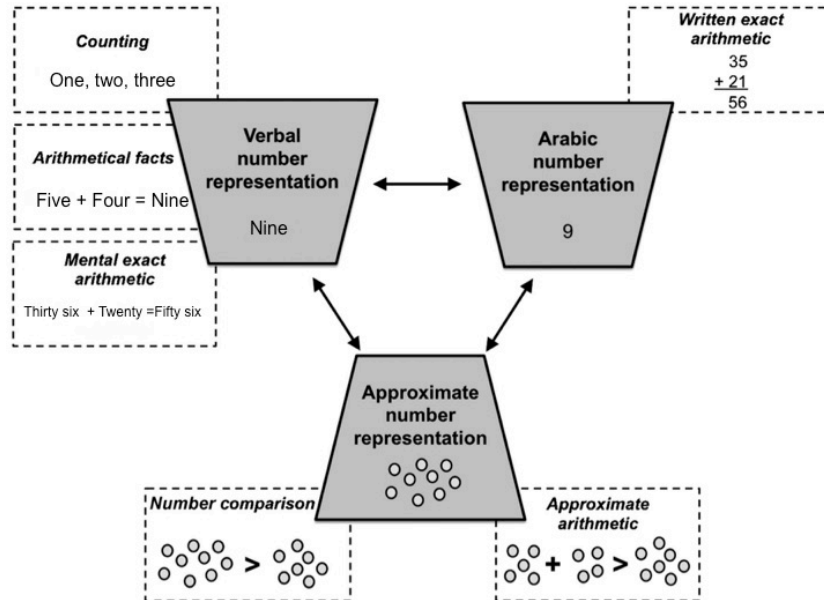 Counting
One, two, three
Arithmetical facts
Five + Four = Nine
Mental exact
arithmetic
Thirty six + Twenty =Fifty six
Verbal
number
representation
Nine
Arabic
number
representation
9
Written exact
arithmetic
35
+ 21
56
Approximate
number
representation
Number comparison
>
Approximate
arithmetic
+ >